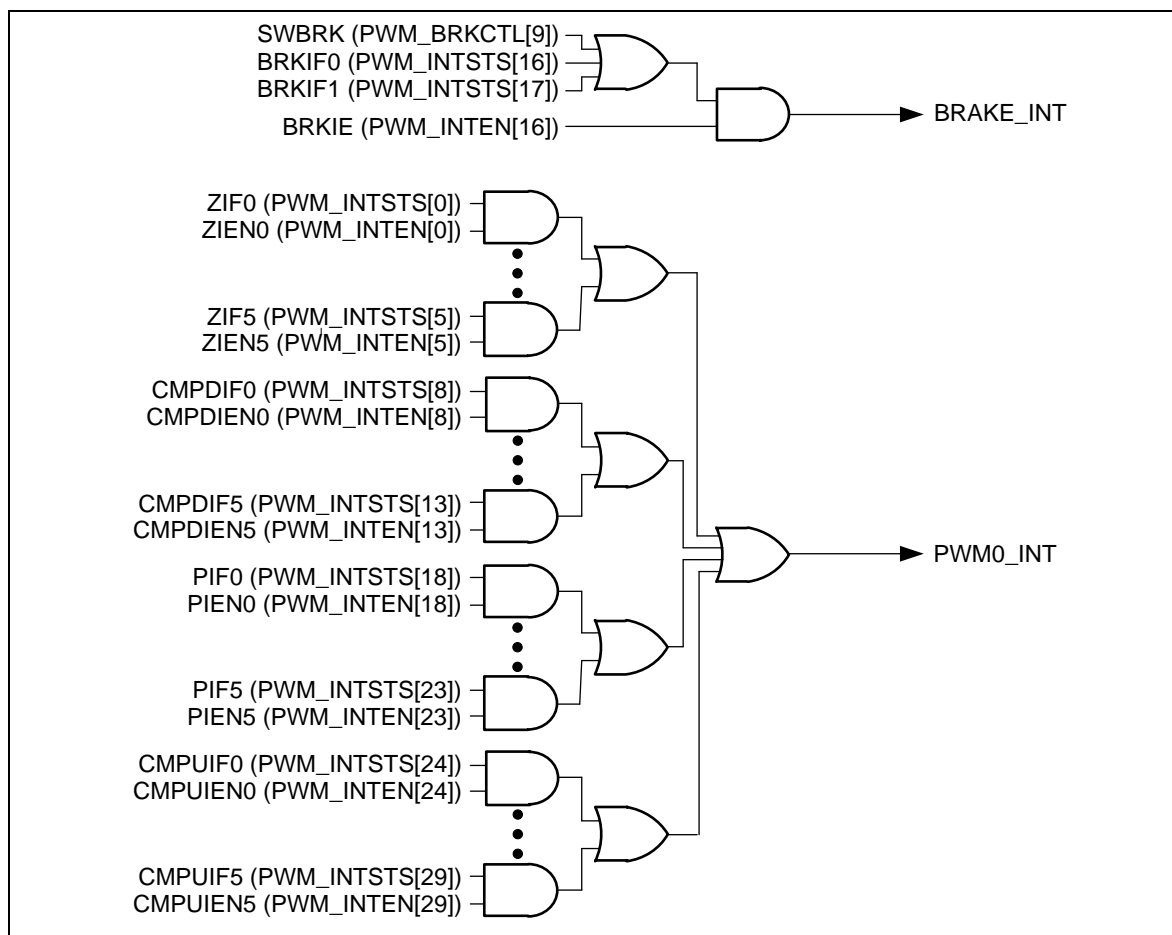 SWBRK (PWM_BRKCTL[9])
BRKIF0 (PWM_INTSTS[16])
BRKIF1 (PWM_INTSTS[17])
BRKIE (PWM_INTEN[16])
BRAKE_INT
ZIF0 (PWM_INTSTS[0])
ZIEN0 (PWM_INTEN[0])
ZIF5 (PWM_INTSTS[5])
ZIEN5 (PWM_INTEN[5])
CMPDIF0 (PWM_INTSTS[8])
CMPDIEN0 (PWM_INTEN[8])
CMPDIF5 (PWM_INTSTS[13])
CMPDIEN5 (PWM_INTEN[13])
PWM0_INT
PIF0 (PWM_INTSTS[18])
PIEN0 (PWM_INTEN[18])
PIF5 (PWM_INTSTS[23])
PIEN5 (PWM_INTEN[23])
CMPUIF0 (PWM_INTSTS[24])
CMPUIEN0 (PWM_INTEN[24])
CMPUIF5 (PWM_INTSTS[29])
CMPUIEN5 (PWM_INTEN[29])